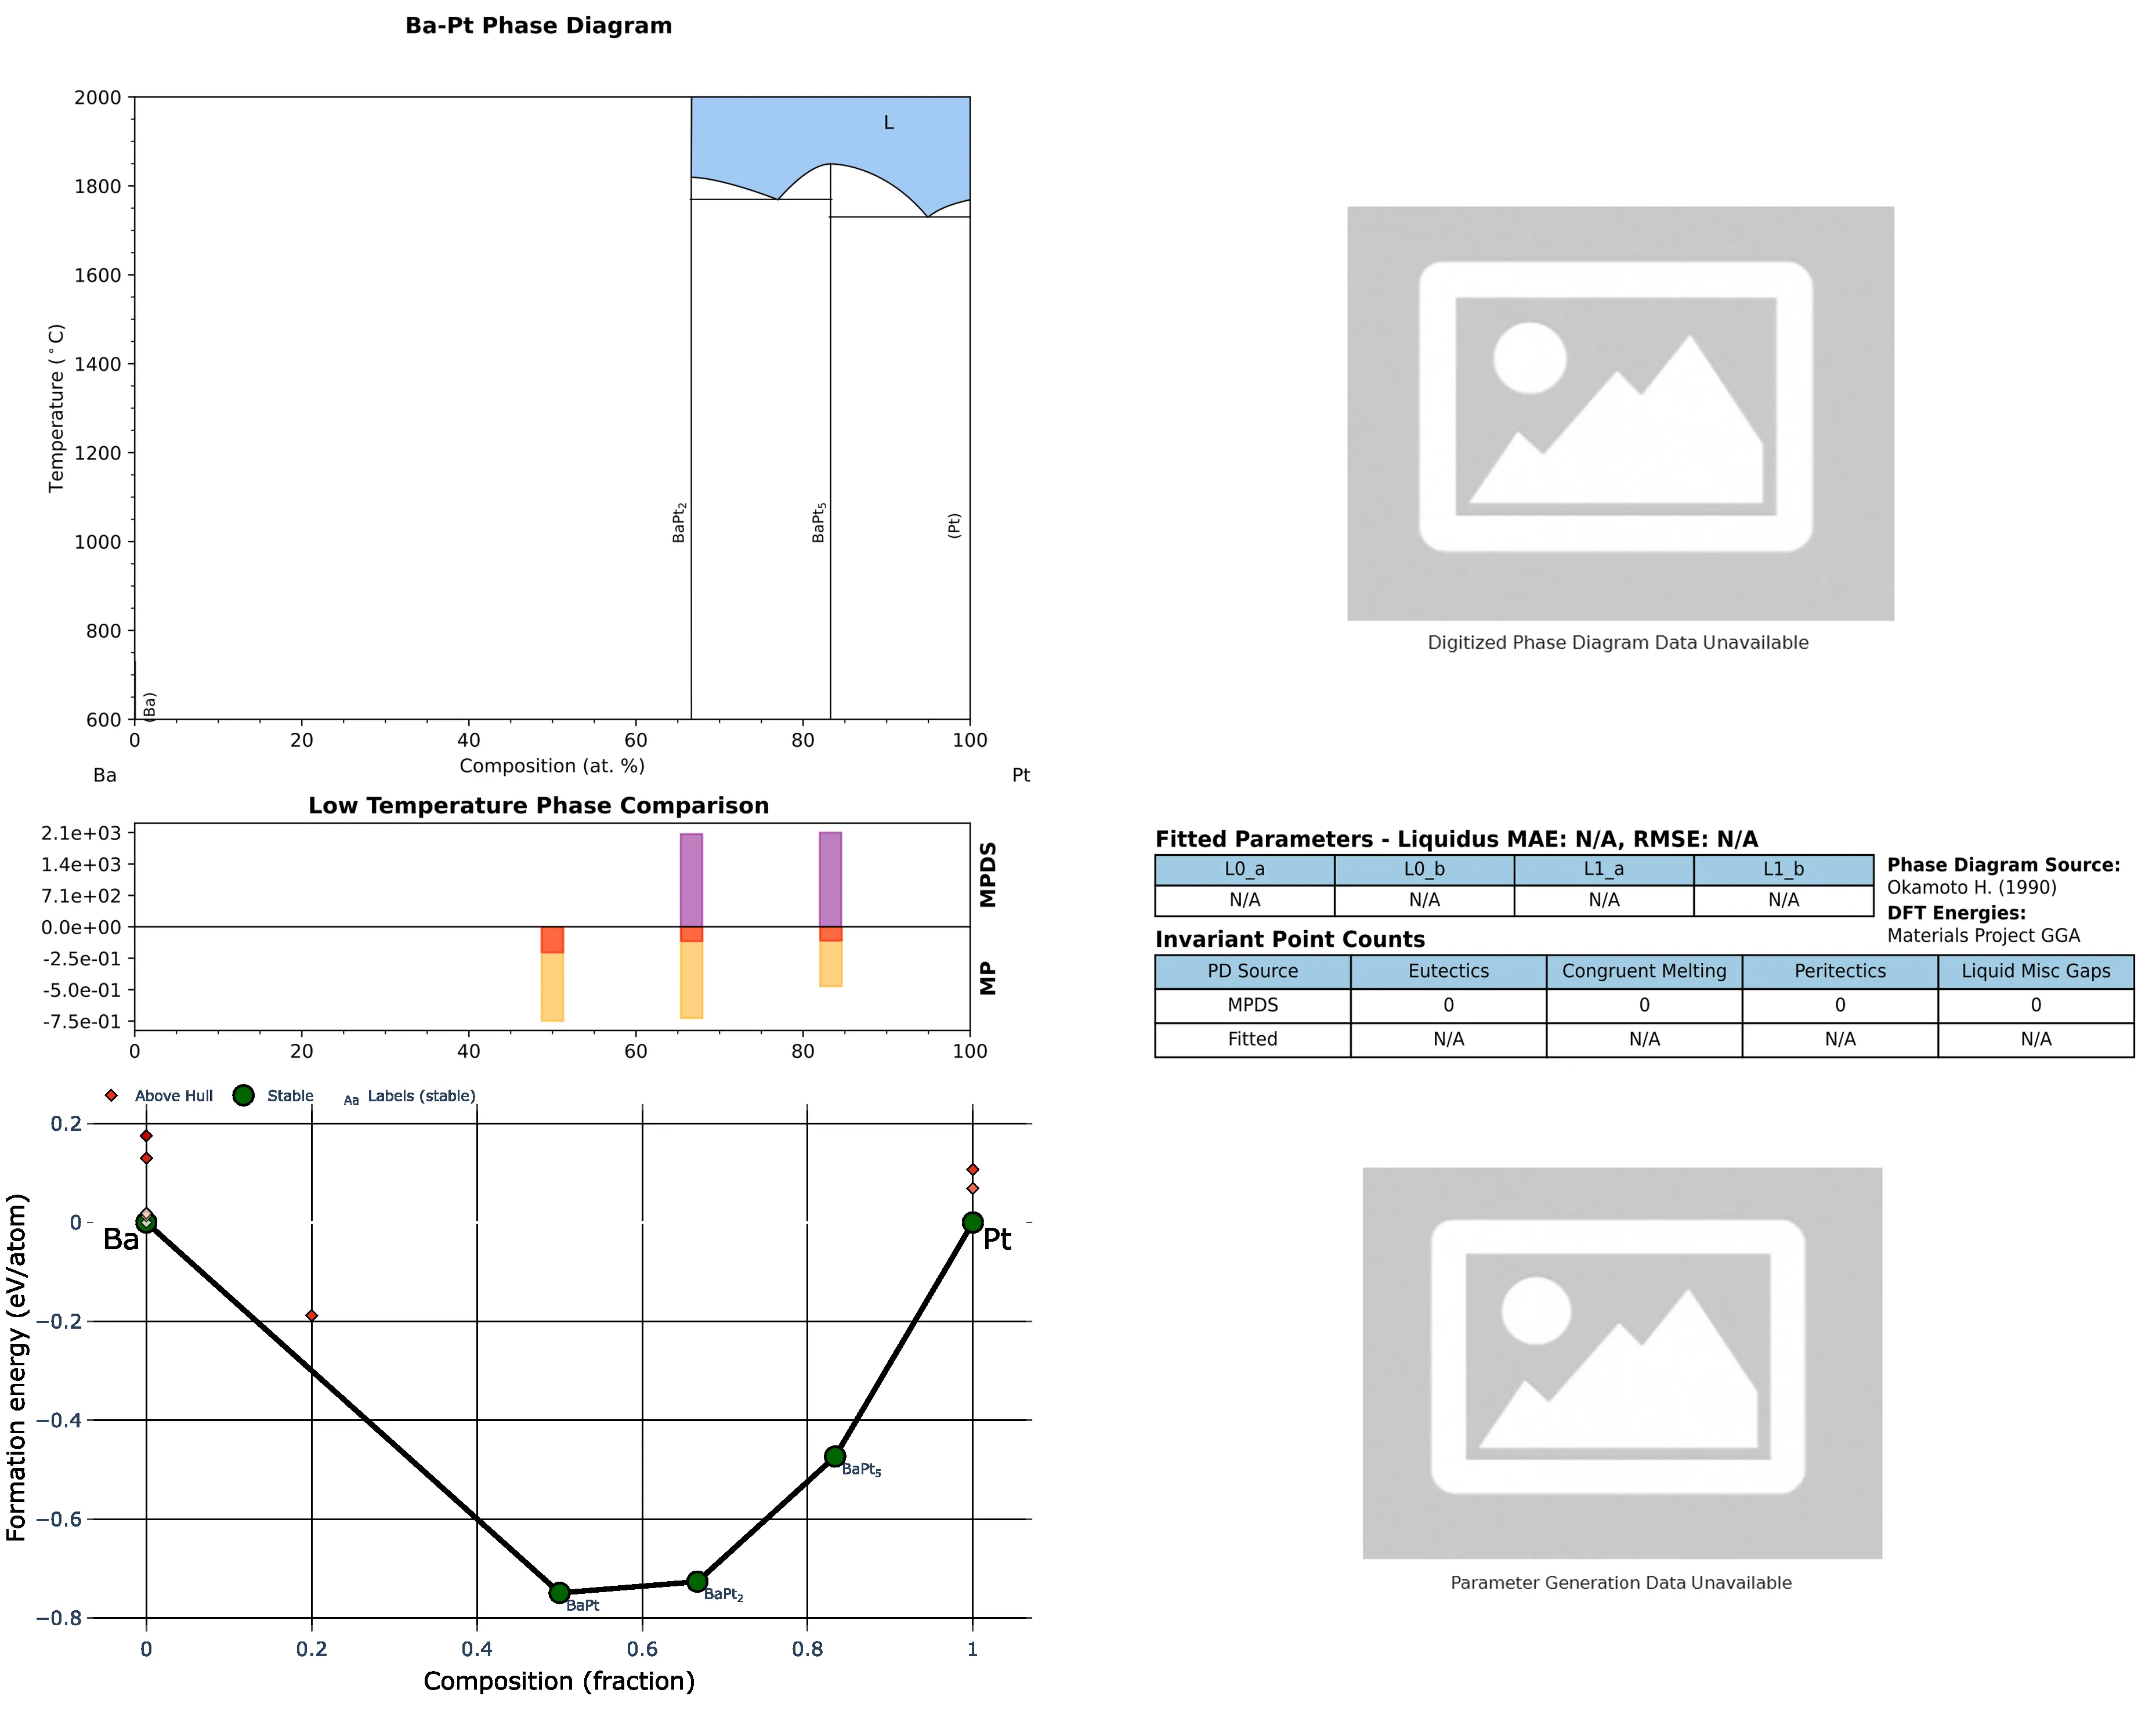 Ba-Pt Phase Diagram
2000
1800
1600
1400
1200
1000
800
600
Temperature (°C)
L
BaPt₂
BaPt₅
(Pt)
(Ba)
0 20 40 60 80 100
Composition (at. %)
Ba Pt
Digitized Phase Diagram Data Unavailable
Low Temperature Phase Comparison
2.1e+03
1.4e+03
7.1e+02
0.0e+00
-2.5e-01
-5.0e-01
-7.5e-01
MPDS
MP
0 20 40 60 80 100
Fitted Parameters - Liquidus MAE: N/A, RMSE: N/A
L0_a L0_b L1_a L1_b
N/A N/A N/A N/A
Phase Diagram Source:
Okamoto H. (1990)
DFT Energies:
Materials Project GGA
Invariant Point Counts
PD Source Eutectics Congruent Melting Peritectics Liquid Misc Gaps
MPDS 0 0 0 0
Fitted N/A N/A N/A N/A
Above Hull Stable Aa Labels (stable)
0.2
0
−0.2
−0.4
−0.6
−0.8
Formation energy (eV/atom)
Ba
Pt
BaPt₅
BaPt₂
BaPt
0 0.2 0.4 0.6 0.8 1
Composition (fraction)
Parameter Generation Data Unavailable